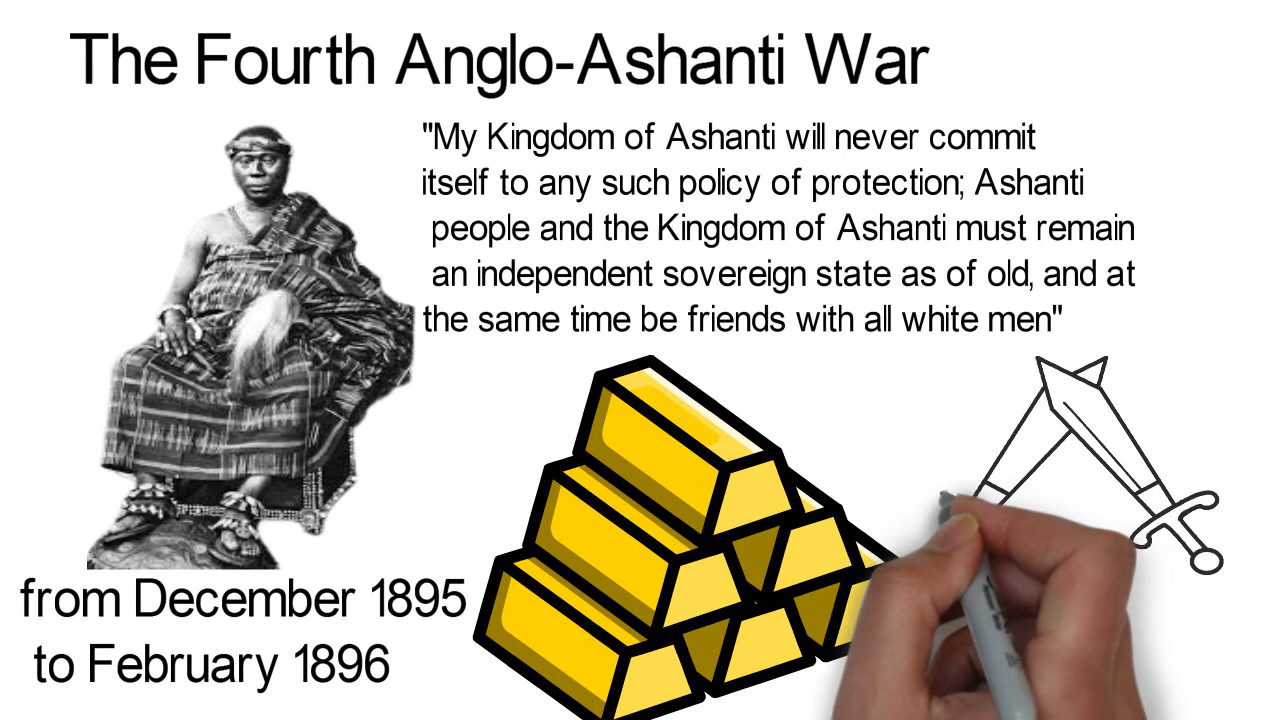 The Fourth Anglo-Ashanti War
"My Kingdom of Ashanti will never commit
itself to any such policy of protection; Ashanti
people and the Kingdom of Ashanti must remain
an independent sovereign state as of old, and at
the same time be friends with all white men"
from December 1895
to February 1896